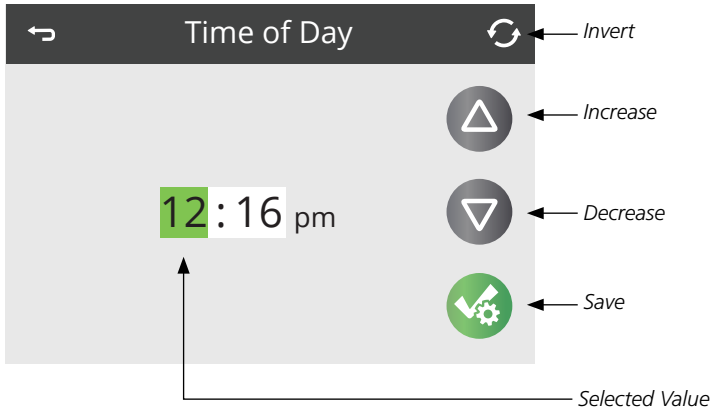 Time of Day
Invert
Increase
12 : 16 pm
Decrease
Save
Selected Value